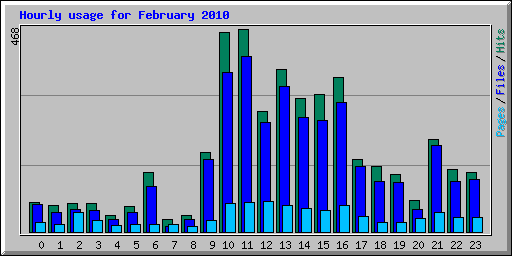 Hourly usage for February 2010
468
Pages/Files/Hits
0 1 2 3 4 5 6 7 8 9 10 11 12 13 14 15 16 17 18 19 20 21 22 23